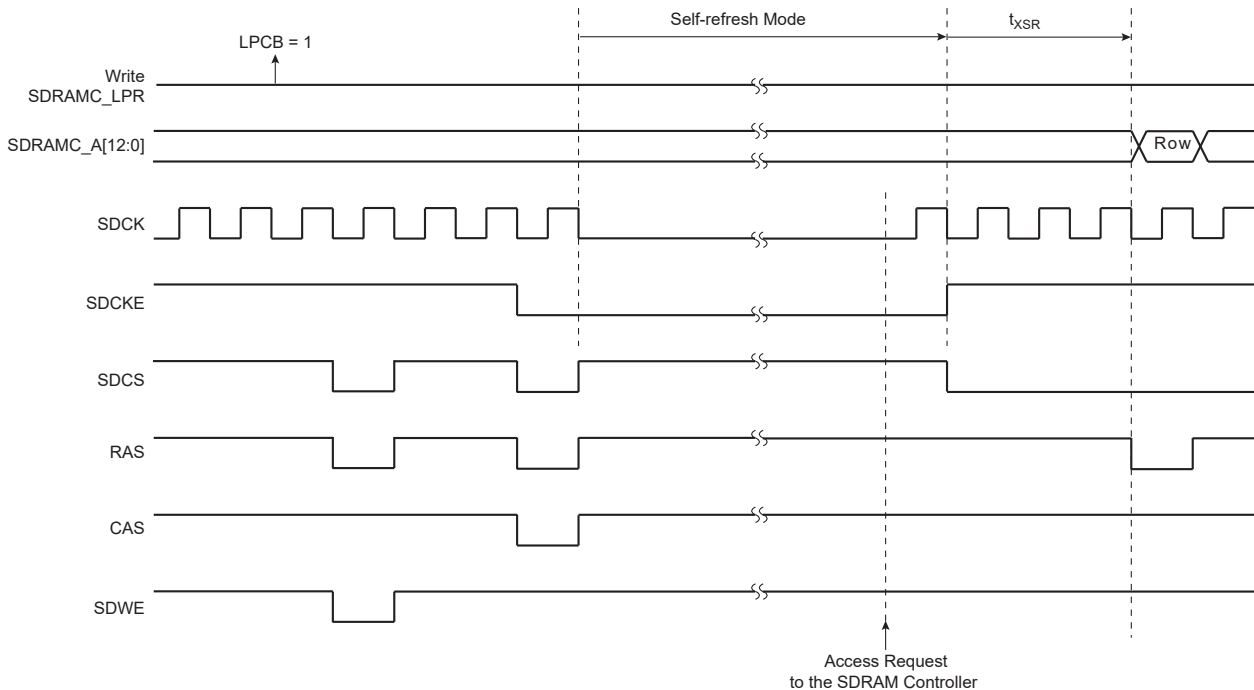 Self-refresh Mode
tXSR
LPCB = 1
Write
SDRAMC_LPR
SDRAMC_A[12:0]
Row
SDCK
SDCKE
SDCS
RAS
CAS
SDWE
Access Request
to the SDRAM Controller